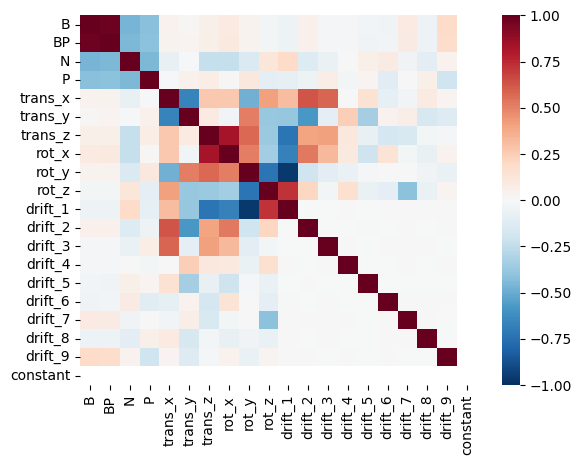 B
BP
N
P
trans_x
trans_y
trans_z
rot_x
rot_y
rot_z
drift_1
drift_2
drift_3
drift_4
drift_5
drift_6
drift_7
drift_8
drift_9
constant
B
BP
N
P
trans_x
trans_y
trans_z
rot_x
rot_y
rot_z
drift_1
drift_2
drift_3
drift_4
drift_5
drift_6
drift_7
drift_8
drift_9
constant
1.00
0.75
0.50
0.25
0.00
−0.25
−0.50
−0.75
−1.00